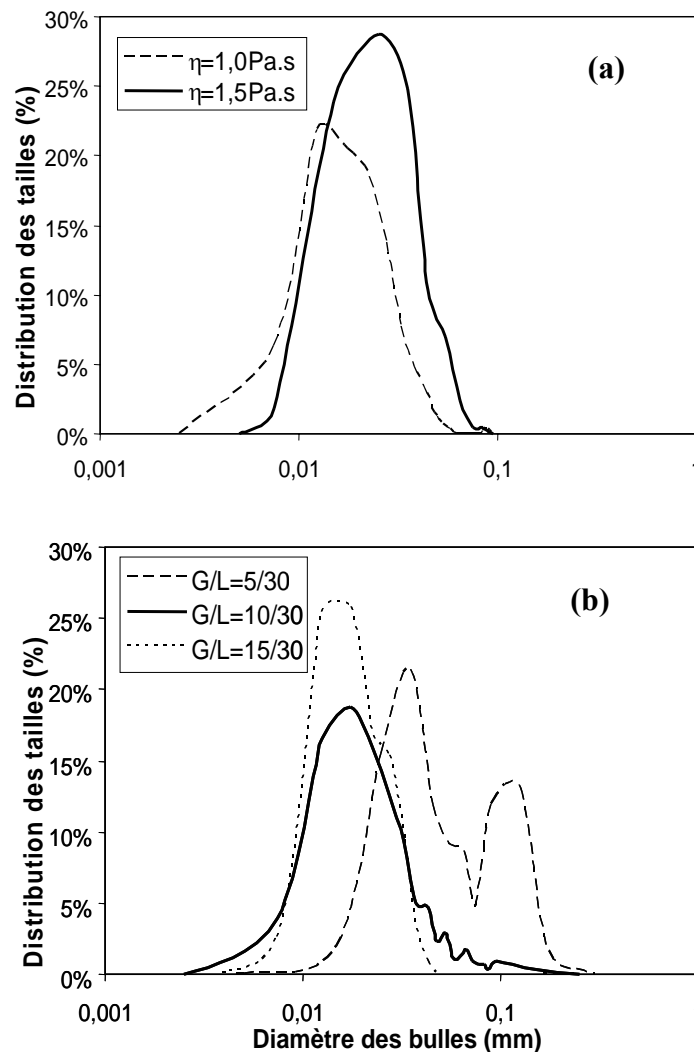 30%
25%
20%
15%
10%
5%
0%
Distribution des tailles (%)
η=1,0Pa.s
η=1,5Pa.s
(a)
0,001
0,01
0,1
1
30%
25%
20%
15%
10%
5%
0%
Distribution des tailles (%)
G/L=5/30
G/L=10/30
G/L=15/30
(b)
0,001
0,01
0,1
Diamètre des bulles (mm)